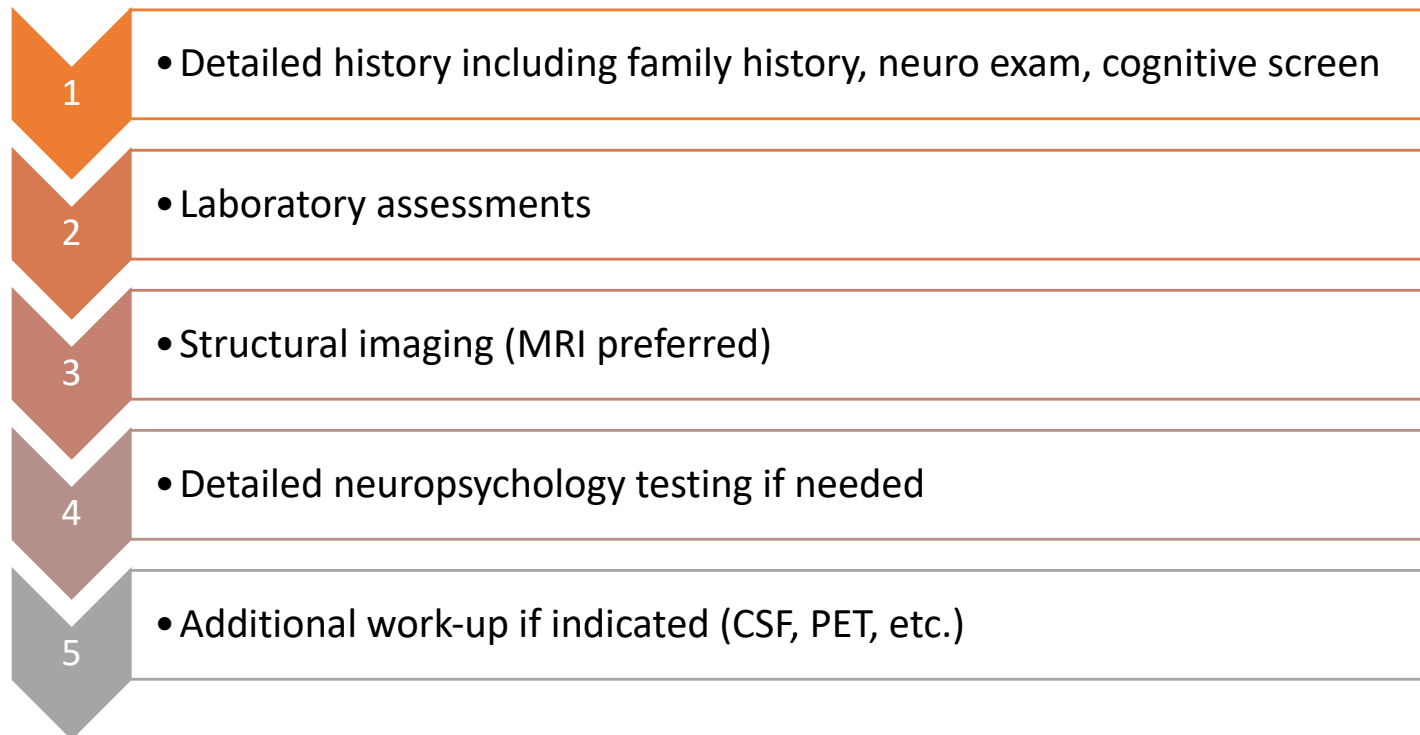 1
•Detailed history including family history, neuro exam, cognitive screen
2
•Laboratory assessments
3
•Structural imaging (MRI preferred)
4
•Detailed neuropsychology testing if needed
5
•Additional work-up if indicated (CSF, PET, etc.)